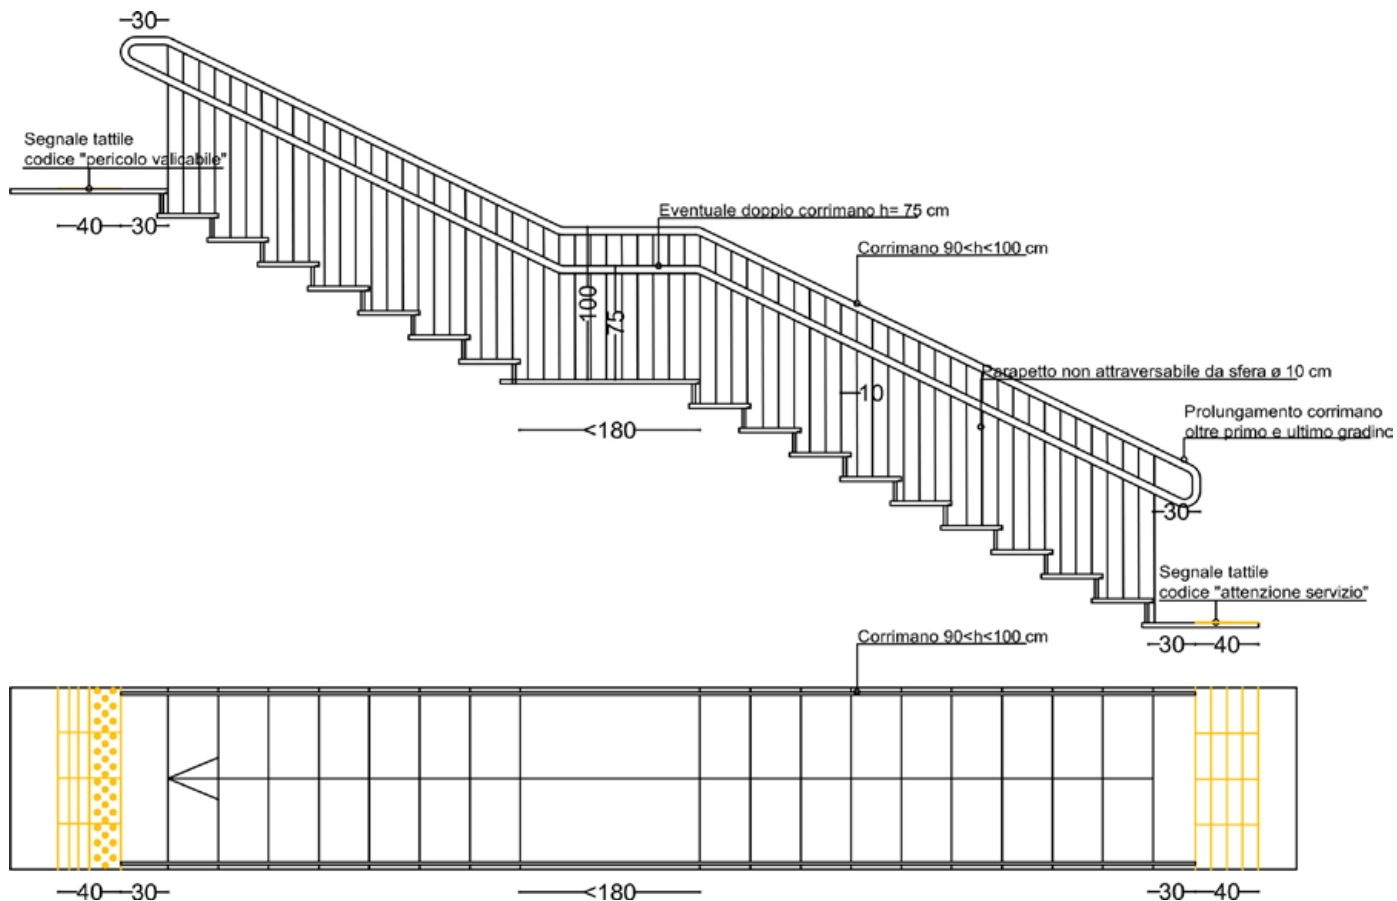 30
Segnale tattile
codice "pericolo valicabile"
40 30
Eventuale doppio corrimano h= 75 cm
Corrimano 90<h<100 cm
100
75
Parapetto non attraversabile da sfera ø 10 cm
10
<180
Prolungamento corrimano
oltre primo e ultimo gradinc
30
Segnale tattile
codice "attenzione servizio"
30 40
Corrimano 90<h<100 cm
40 30
<180
30 40